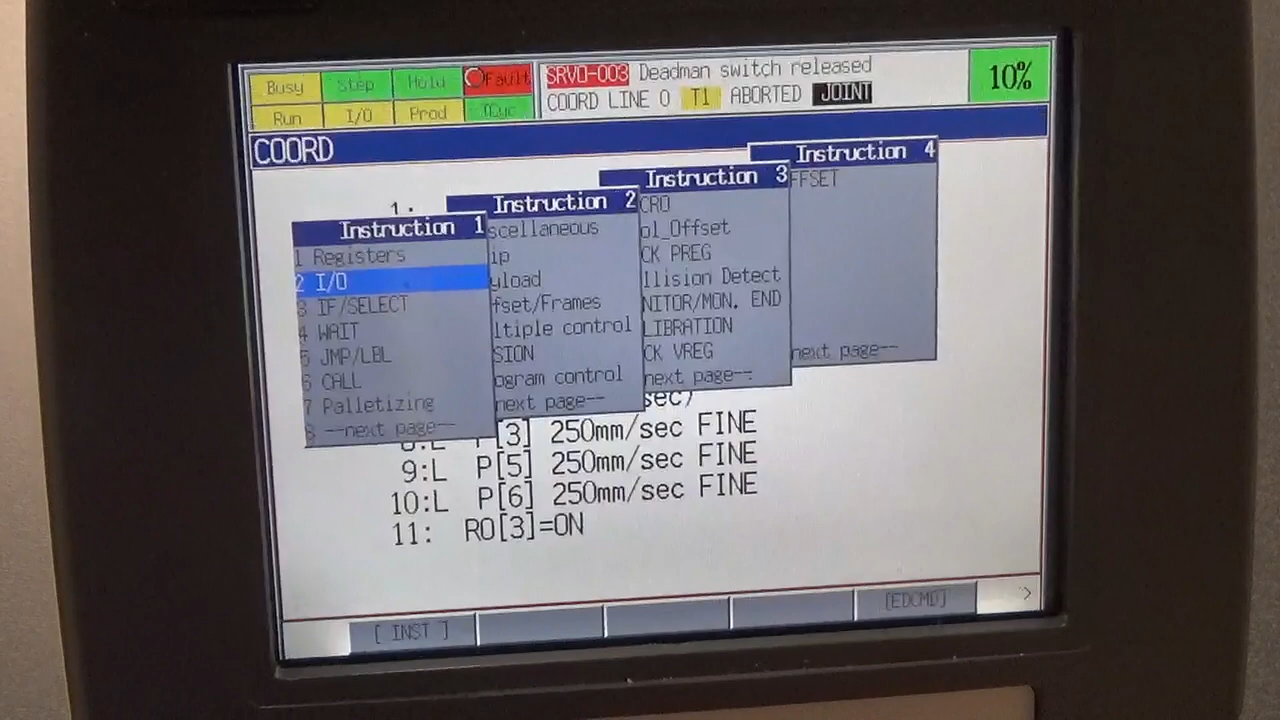 Busy Step Hold Fault
SRVO-003 Deadman switch released
Run I/O Prod TCyc
COORD LINE 0 T1 ABORTED JOINT
10%
COORD
Instruction 1
1 Registers
2 I/O
3 IF/SELECT
4 WAIT
5 JMP/LBL
6 CALL
7 Palletizing
8 --next page--
Instruction 2
scellaneous
ip
yload
fset/Frames
ltiple control
SION
ogram control
next page--
Instruction 3
CRO
ol_Offset
CK PREG
llision Detect
NITOR/MON. END
LIBRATION
CK VREG
next page--
Instruction 4
FFSET
next page--
1:
sec)
8:L P[3] 250mm/sec FINE
9:L P[5] 250mm/sec FINE
10:L P[6] 250mm/sec FINE
11: RO[3]=ON
[ INST ] [EDCMD] >